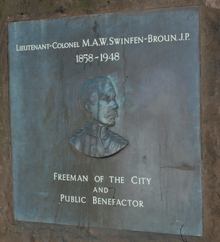 Lieutenant-Colonel M.A.W. Swinfen-Broun. J.P.
1858-1948
Freeman of the City
and
Public Benefactor